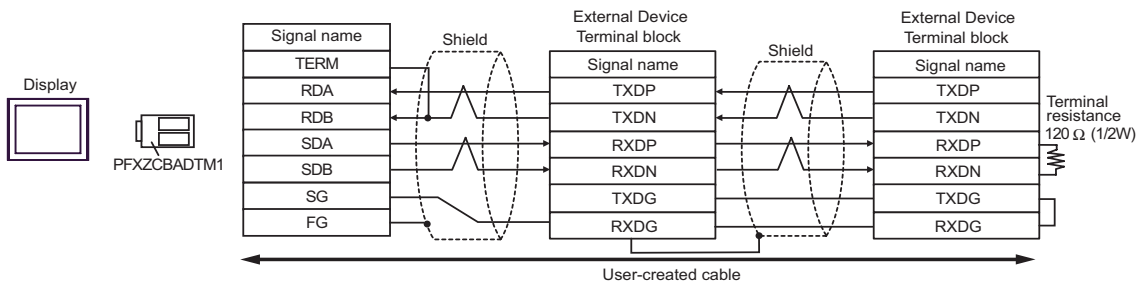 Display
PFXZCBADTM1
Signal name
TERM
RDA
RDB
SDA
SDB
SG
FG
Shield
External Device
Terminal block
Signal name
TXDP
TXDN
RXDP
RXDN
TXDG
RXDG
Shield
External Device
Terminal block
Signal name
TXDP
TXDN
RXDP
RXDN
TXDG
RXDG
Terminal
resistance
120 Ω (1/2W)
User-created cable